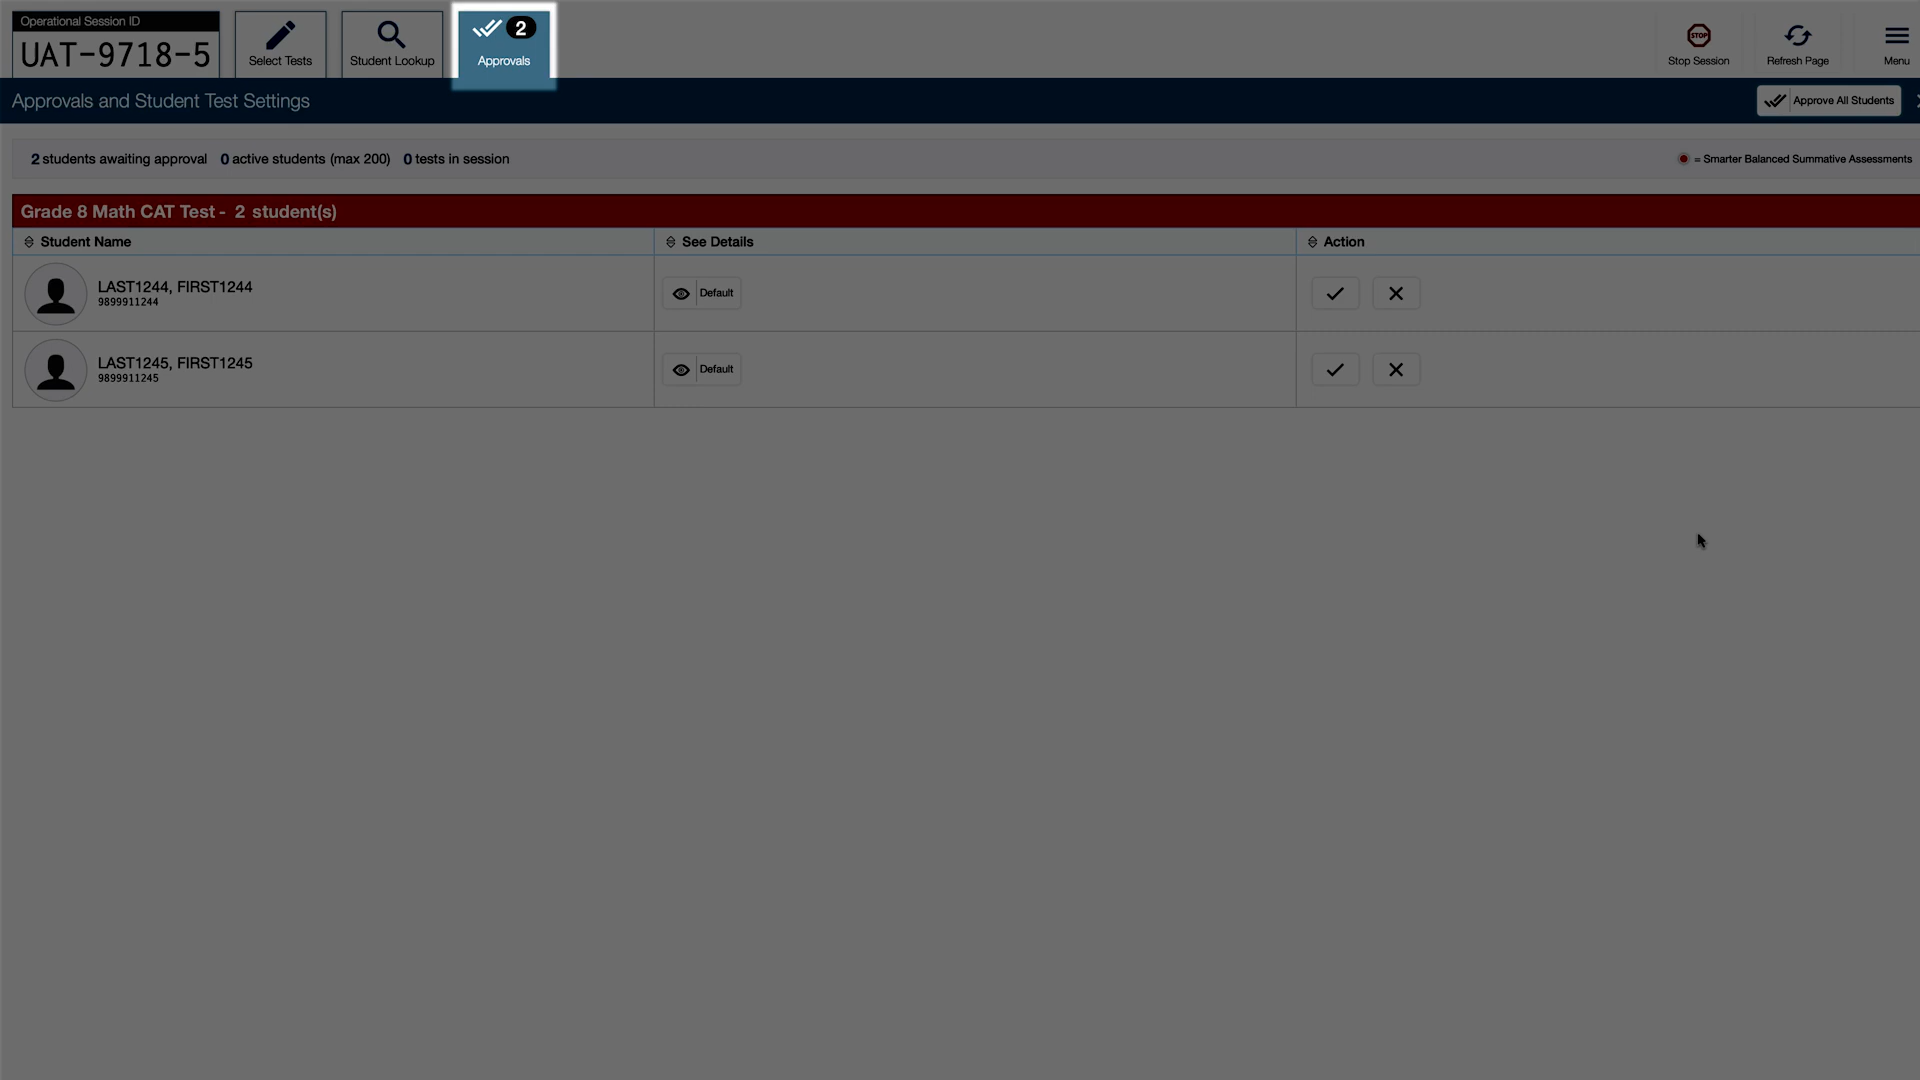 Operational Session ID
UAT-9718-5
Select Tests
Student Lookup
2
Approvals
STOP
Stop Session
Refresh Page
Menu
Approvals and Student Test Settings
Approve All Students
2 students awaiting approval 0 active students (max 200) 0 tests in session
= Smarter Balanced Summative Assessments
Grade 8 Math CAT Test - 2 student(s)
Student Name
See Details
Action
LAST1244, FIRST1244
9899911244
Default
LAST1245, FIRST1245
9899911245
Default